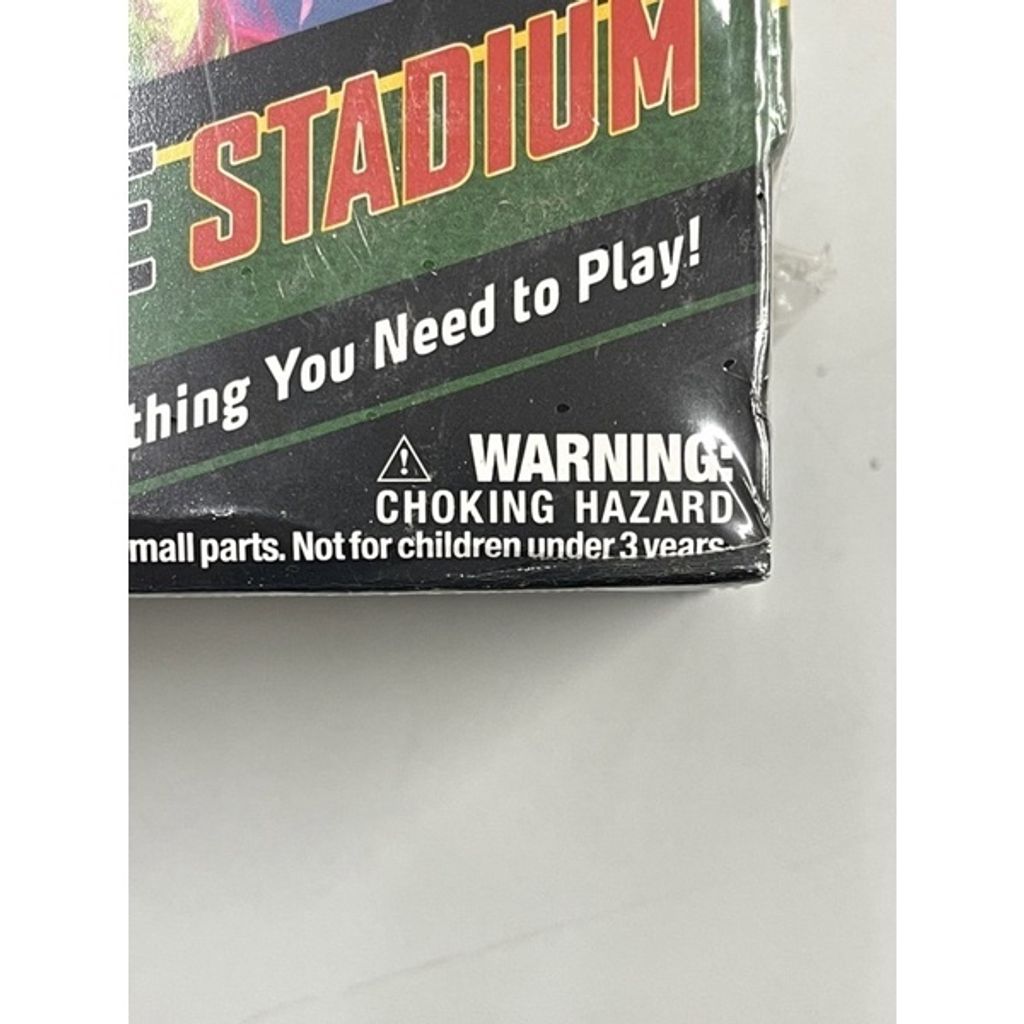 E STADIUM
thing You Need to Play!
WARNING:
CHOKING HAZARD
mall parts. Not for children under 3 years.